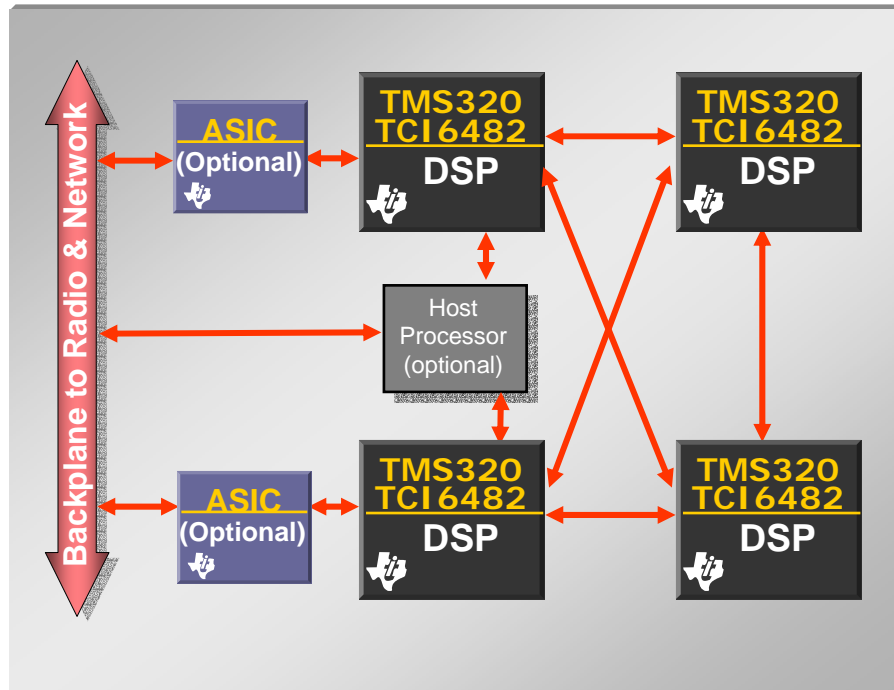 Backplane to Radio & Network
ASIC
(Optional)
TMS320
TCI6482
DSP
TMS320
TCI6482
DSP
Host
Processor
(optional)
ASIC
(Optional)
TMS320
TCI6482
DSP
TMS320
TCI6482
DSP